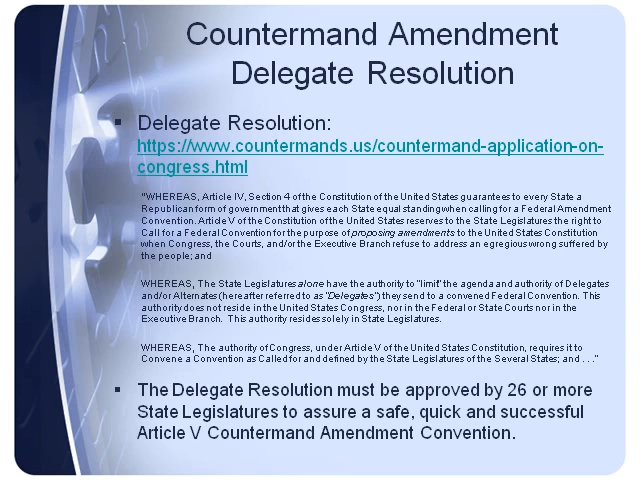 Countermand Amendment
Delegate Resolution
▪ Delegate Resolution:
https://www.countermands.us/countermand-application-on-
congress.html
"WHEREAS, Article IV, Section 4 of the Constitution of the United States guarantees to every State a
Republican form of government that gives each State equal standing when calling for a Federal Amendment
Convention. Article V of the Constitution of the United States reserves to the State Legislatures the right to
Call for a Federal Convention for the purpose of proposing amendments to the United States Constitution
when Congress, the Courts, and/or the Executive Branch refuse to address an egregious wrong suffered by
the people; and
WHEREAS, The State Legislatures alone have the authority to "limit" the agenda and authority of Delegates
and/or Alternates (hereafter referred to as "Delegates") they send to a convened Federal Convention. This
authority does not reside in the United States Congress, nor in the Federal or State Courts nor in the
Executive Branch. This authority resides solely in State Legislatures.
WHEREAS, The authority of Congress, under Article V of the United States Constitution, requires it to
Convene a Convention as Called for and defined by the State Legislatures of the Several States; and . . ."
▪ The Delegate Resolution must be approved by 26 or more
State Legislatures to assure a safe, quick and successful
Article V Countermand Amendment Convention.